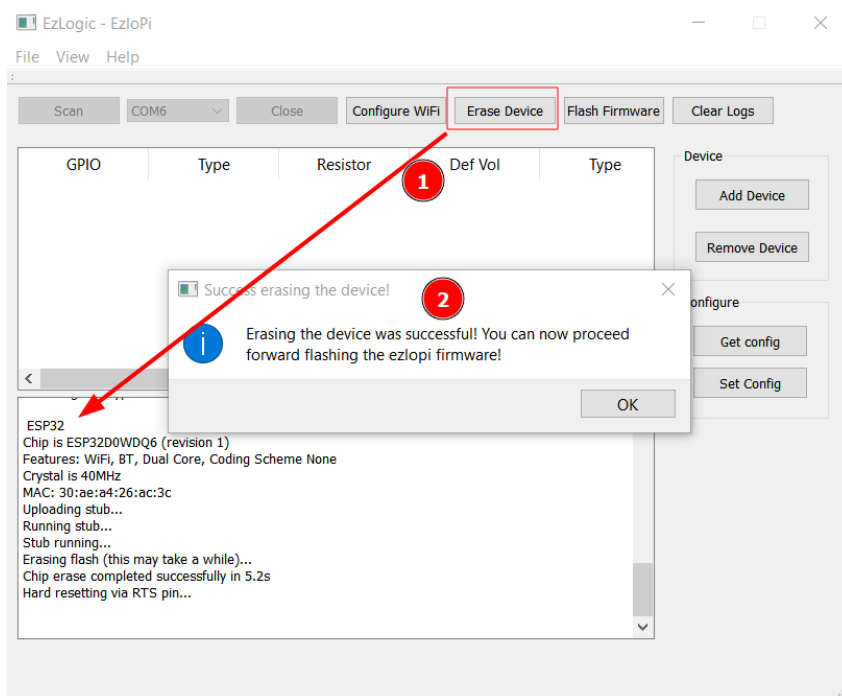 EzLogic - EzloPi
File View Help
Scan COM6 Close Configure WiFi Erase Device Flash Firmware Clear Logs
GPIO Type Resistor Def Vol Type
1
Device
Add Device
Remove Device
Success erasing the device!
2
Erasing the device was successful! You can now proceed
forward flashing the ezlopi firmware!
OK
onfigure
Get config
Set Config
ESP32
Chip is ESP32D0WDQ6 (revision 1)
Features: WiFi, BT, Dual Core, Coding Scheme None
Crystal is 40MHz
MAC: 30:ae:a4:26:ac:3c
Uploading stub...
Running stub...
Stub running...
Erasing flash (this may take a while)...
Chip erase completed successfully in 5.2s
Hard resetting via RTS pin...